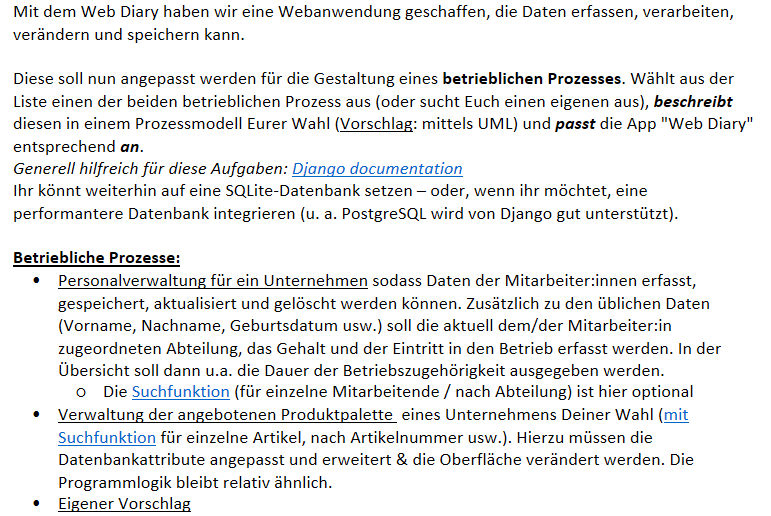 Mit dem Web Diary haben wir eine Webanwendung geschaffen, die Daten erfassen, verarbeiten,
verändern und speichern kann.
Diese soll nun angepasst werden für die Gestaltung eines betrieblichen Prozesses. Wählt aus der
Liste einen der beiden betrieblichen Prozess aus (oder sucht Euch einen eigenen aus), beschreibt
diesen in einem Prozessmodell Eurer Wahl (Vorschlag: mittels UML) und passt die App "Web Diary"
entsprechend an.
Generell hilfreich für diese Aufgaben: Django documentation
Ihr könnt weiterhin auf eine SQLite-Datenbank setzen – oder, wenn ihr möchtet, eine
performantere Datenbank integrieren (u. a. PostgreSQL wird von Django gut unterstützt).
Betriebliche Prozesse:
• Personalverwaltung für ein Unternehmen sodass Daten der Mitarbeiter:innen erfasst,
gespeichert, aktualisiert und gelöscht werden können. Zusätzlich zu den üblichen Daten
(Vorname, Nachname, Geburtsdatum usw.) soll die aktuell dem/der Mitarbeiter:in
zugeordneten Abteilung, das Gehalt und der Eintritt in den Betrieb erfasst werden. In der
Übersicht soll dann u.a. die Dauer der Betriebszugehörigkeit ausgegeben werden.
o Die Suchfunktion (für einzelne Mitarbeitende / nach Abteilung) ist hier optional
• Verwaltung der angebotenen Produktpalette eines Unternehmens Deiner Wahl (mit
Suchfunktion für einzelne Artikel, nach Artikelnummer usw.). Hierzu müssen die
Datenbankattribute angepasst und erweitert & die Oberfläche verändert werden. Die
Programmlogik bleibt relativ ähnlich.
• Eigener Vorschlag